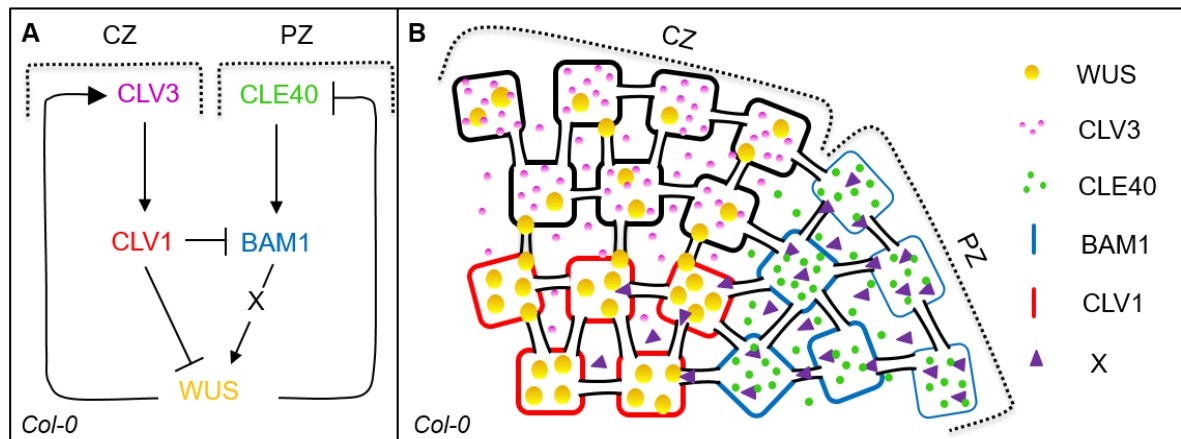 A
CZ
PZ
CLV3
CLE40
CLV1
BAM1
X
WUS
Col-0
B
CZ
PZ
WUS
CLV3
CLE40
BAM1
CLV1
X
Col-0